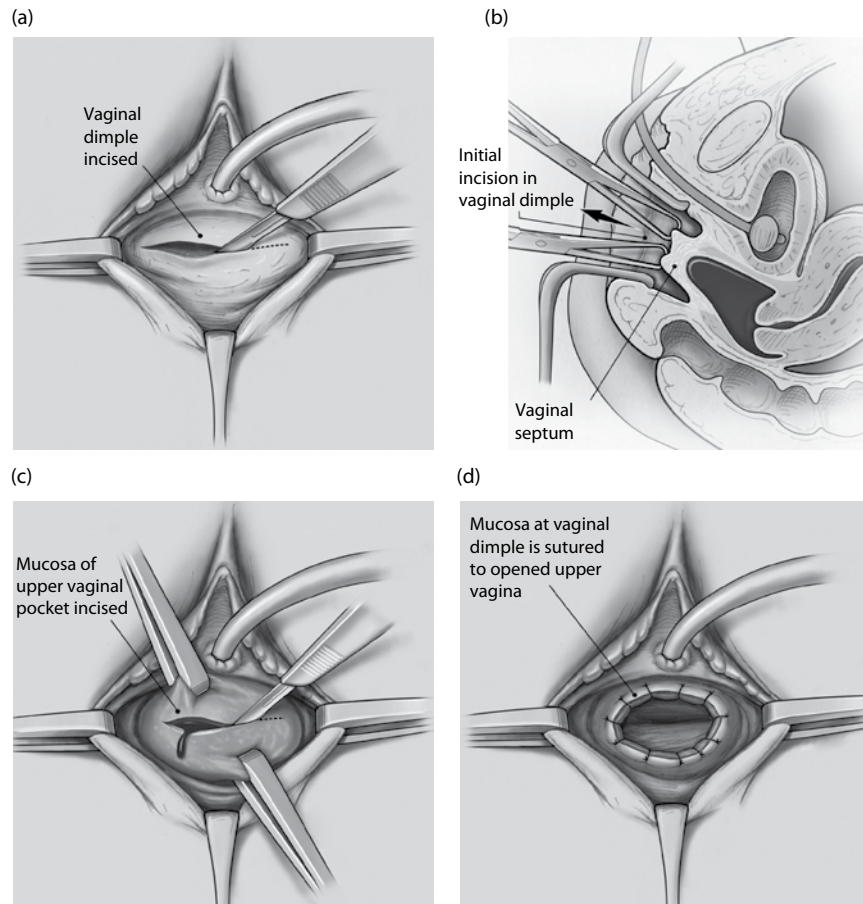 (a)
Vaginal
dimple
incised
(b)
Initial
incision in
vaginal dimple
Vaginal
septum
(c)
Mucosa of
upper vaginal
pocket incised
(d)
Mucosa at vaginal
dimple is sutured
to opened upper
vagina